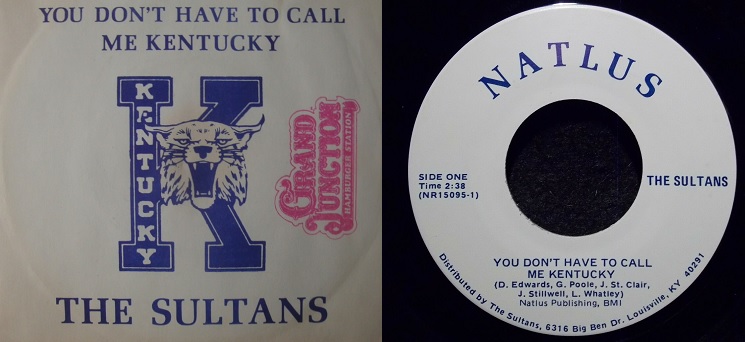 YOU DON'T HAVE TO CALL
ME KENTUCKY
KENTUCKY
GRAND
JUNCTION
HAMBURGER STATION
THE SULTANS
NATLUS
SIDE ONE
Time 2:38
(NR15095-1)
THE SULTANS
YOU DON'T HAVE TO CALL
ME KENTUCKY
(D. Edwards, G. Poole, J. St. Clair,
J. Stillwell, L. Whatley)
Natlus Publishing, BMI
Distributed by The Sultans, 6316 Big Ben Dr. Louisville, KY 40291